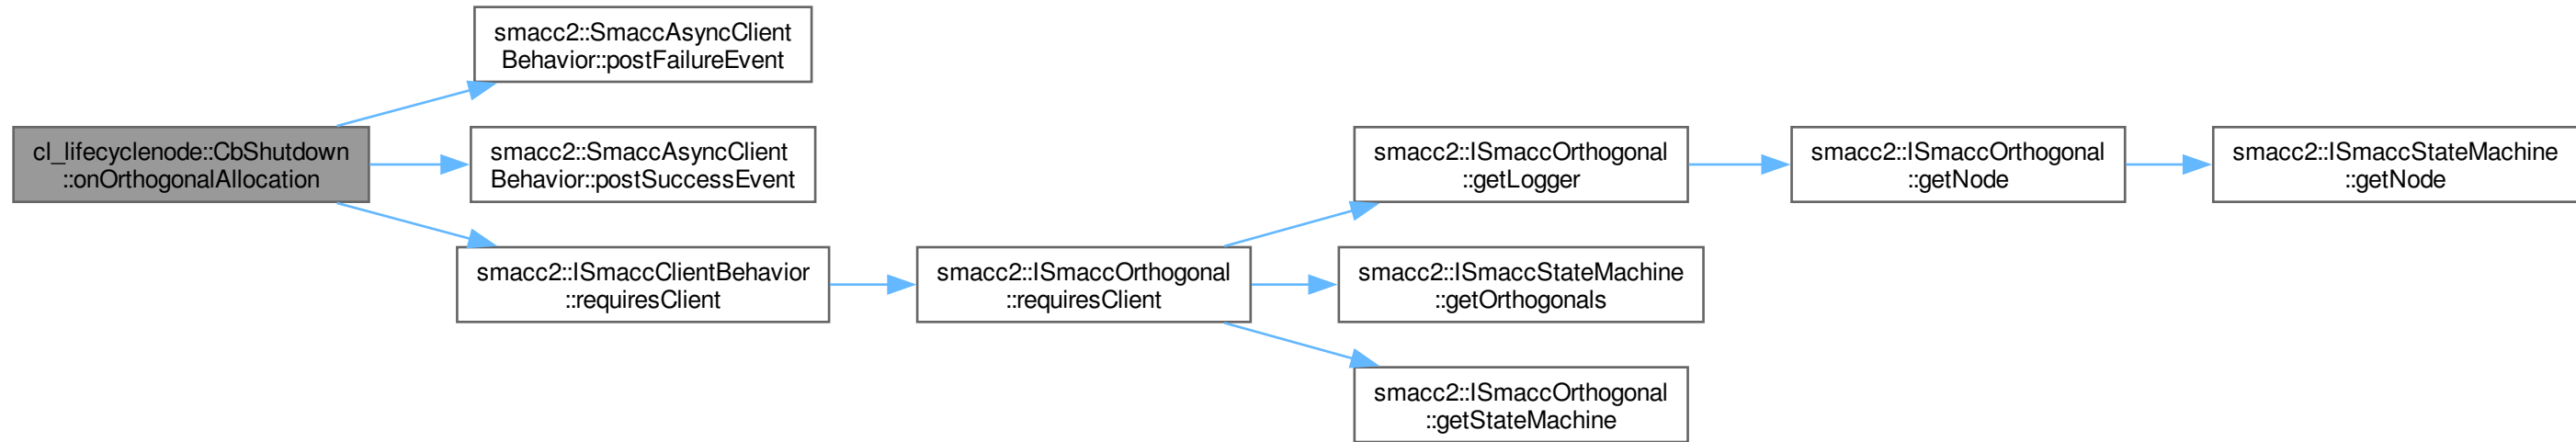 cl_lifecyclenode::CbShutdown
::onOrthogonalAllocation
smacc2::SmaccAsyncClient
Behavior::postFailureEvent
smacc2::SmaccAsyncClient
Behavior::postSuccessEvent
smacc2::ISmaccClientBehavior
::requiresClient
smacc2::ISmaccOrthogonal
::requiresClient
smacc2::ISmaccOrthogonal
::getLogger
smacc2::ISmaccOrthogonal
::getNode
smacc2::ISmaccStateMachine
::getNode
smacc2::ISmaccStateMachine
::getOrthogonals
smacc2::ISmaccOrthogonal
::getStateMachine